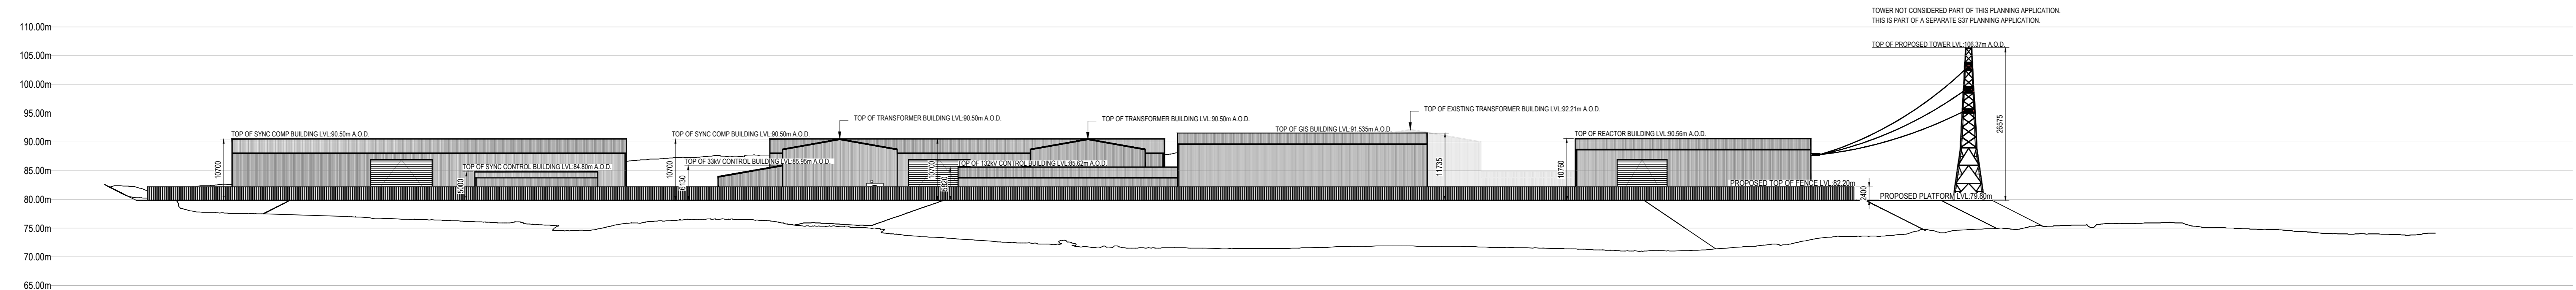 TOWER NOT CONSIDERED PART OF THIS PLANNING APPLICATION.
THIS IS PART OF A SEPARATE S37 PLANNING APPLICATION.
110.00m
105.00m
100.00m
95.00m
90.00m
85.00m
80.00m
75.00m
70.00m
65.00m
TOP OF PROPOSED TOWER LVL:106.37m A.O.D.
TOP OF EXISTING TRANSFORMER BUILDING LVL:92.21m A.O.D.
TOP OF TRANSFORMER BUILDING LVL:90.50m A.O.D.
TOP OF TRANSFORMER BUILDING LVL:90.50m A.O.D.
TOP OF GIS BUILDING LVL:91.535m A.O.D.
TOP OF SYNC COMP BUILDING LVL:90.50m A.O.D.
TOP OF SYNC COMP BUILDING LVL:90.50m A.O.D.
TOP OF REACTOR BUILDING LVL:90.56m A.O.D.
TOP OF SYNC CONTROL BUILDING LVL:84.80m A.O.D.
TOP OF 33kV CONTROL BUILDING LVL:85.95m A.O.D.
TOP OF 132kV CONTROL BUILDING LVL:85.62m A.O.D.
PROPOSED TOP OF FENCE LVL:82.20m
PROPOSED PLATFORM LVL:79.80m
10700
5000
10700
6130
10700
5820
11735
10760
2400
26575